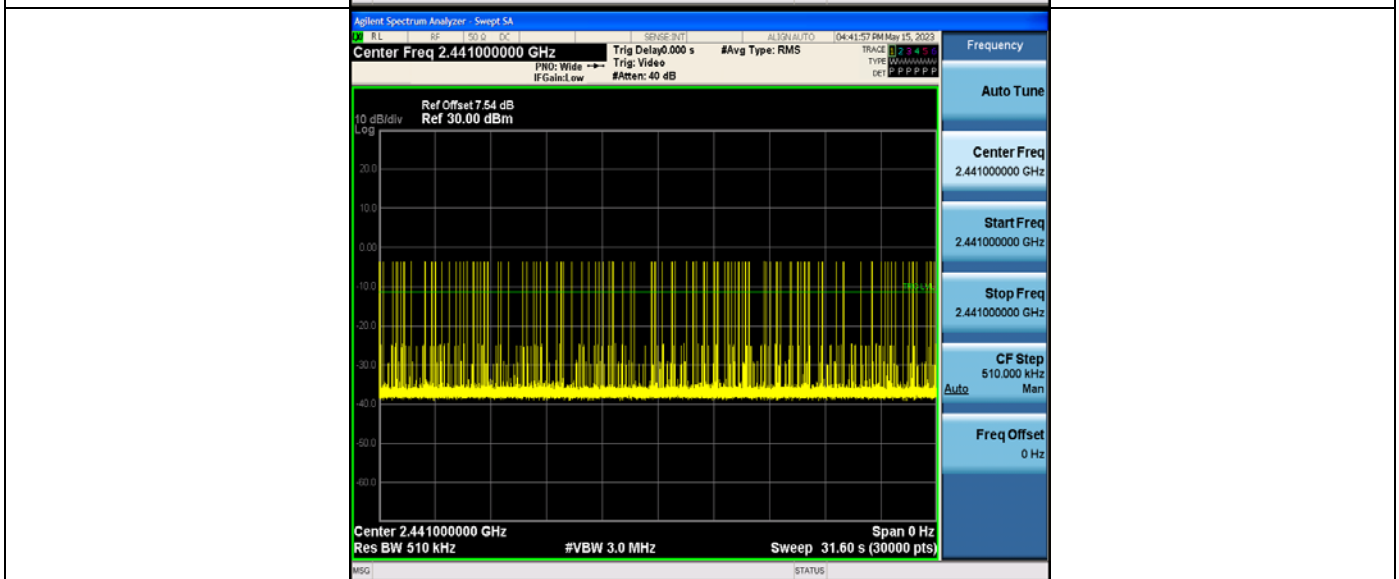 Agilent Spectrum Analyzer - Swept SA
RL RF 50 Ω DC SENSE:INT ALIGN AUTO 04:41:57 PM May 15, 2023
Center Freq 2.441000000 GHz
PNO: Wide
IFGain:Low
Trig Delay0.000 s
Trig: Video
#Atten: 40 dB
#Avg Type: RMS
TRACE 1 2 3 4 5 6
TYPE
DET P P P P P P
Ref Offset 7.54 dB
10 dB/div Ref 30.00 dBm
Log
20.0
10.0
0.00
-10.0
-20.0
-30.0
-40.0
-50.0
-60.0
Center 2.441000000 GHz Span 0 Hz
Res BW 510 kHz #VBW 3.0 MHz Sweep 31.60 s (30000 pts)
MSG STATUS
Frequency
Auto Tune
Center Freq
2.441000000 GHz
Start Freq
2.441000000 GHz
Stop Freq
2.441000000 GHz
CF Step
510.000 kHz
Auto Man
Freq Offset
0 Hz